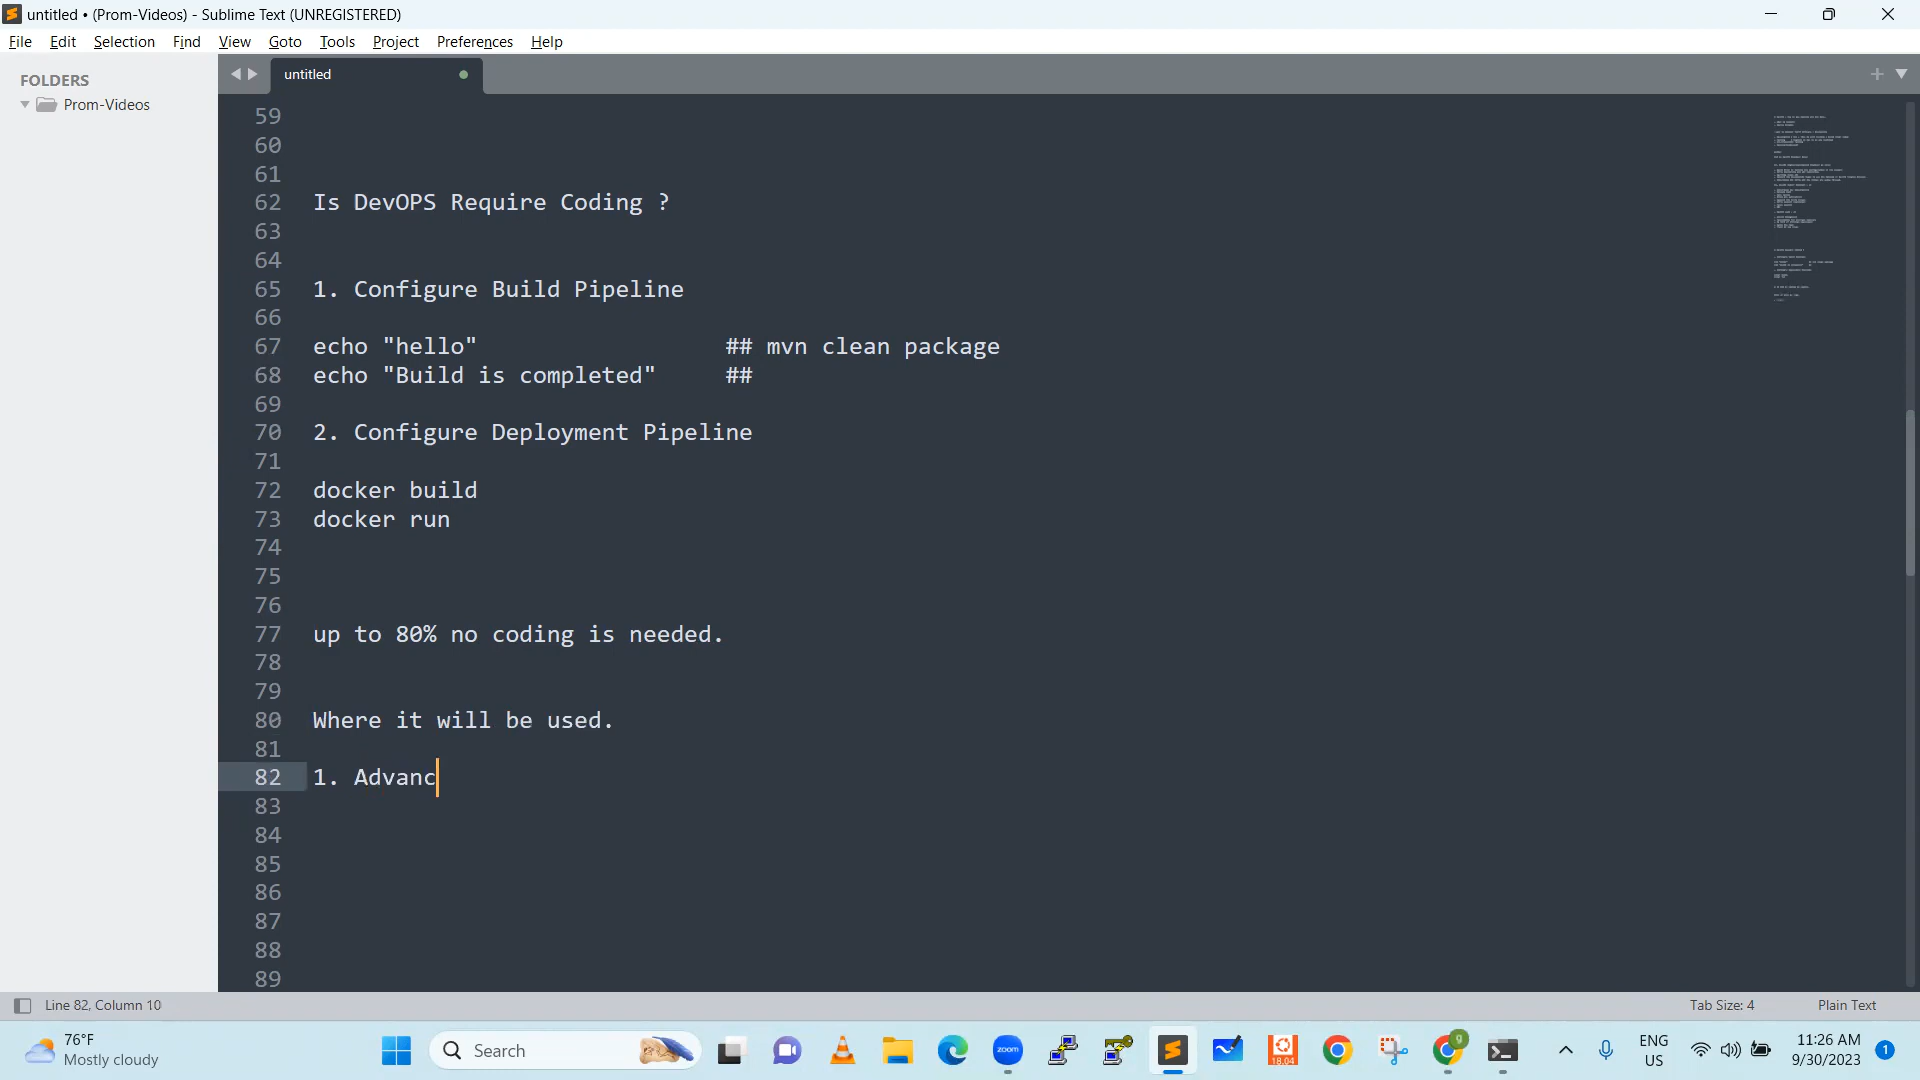 untitled • (Prom-Videos) - Sublime Text (UNREGISTERED)
File Edit Selection Find View Goto Tools Project Preferences Help
FOLDERS
Prom-Videos
untitled
59
60
61
62 Is DevOPS Require Coding ?
63
64
65 1. Configure Build Pipeline
66
67 echo "hello" ## mvn clean package
68 echo "Build is completed" ##
69
70 2. Configure Deployment Pipeline
71
72 docker build
73 docker run
74
75
76
77 up to 80% no coding is needed.
78
79
80 Where it will be used.
81
82 1. Advanc
83
84
85
86
87
88
89
Line 82, Column 10 Tab Size: 4 Plain Text
76°F
Mostly cloudy
Search
zoom
18.04
9
ENG
US
11:26 AM
9/30/2023
1